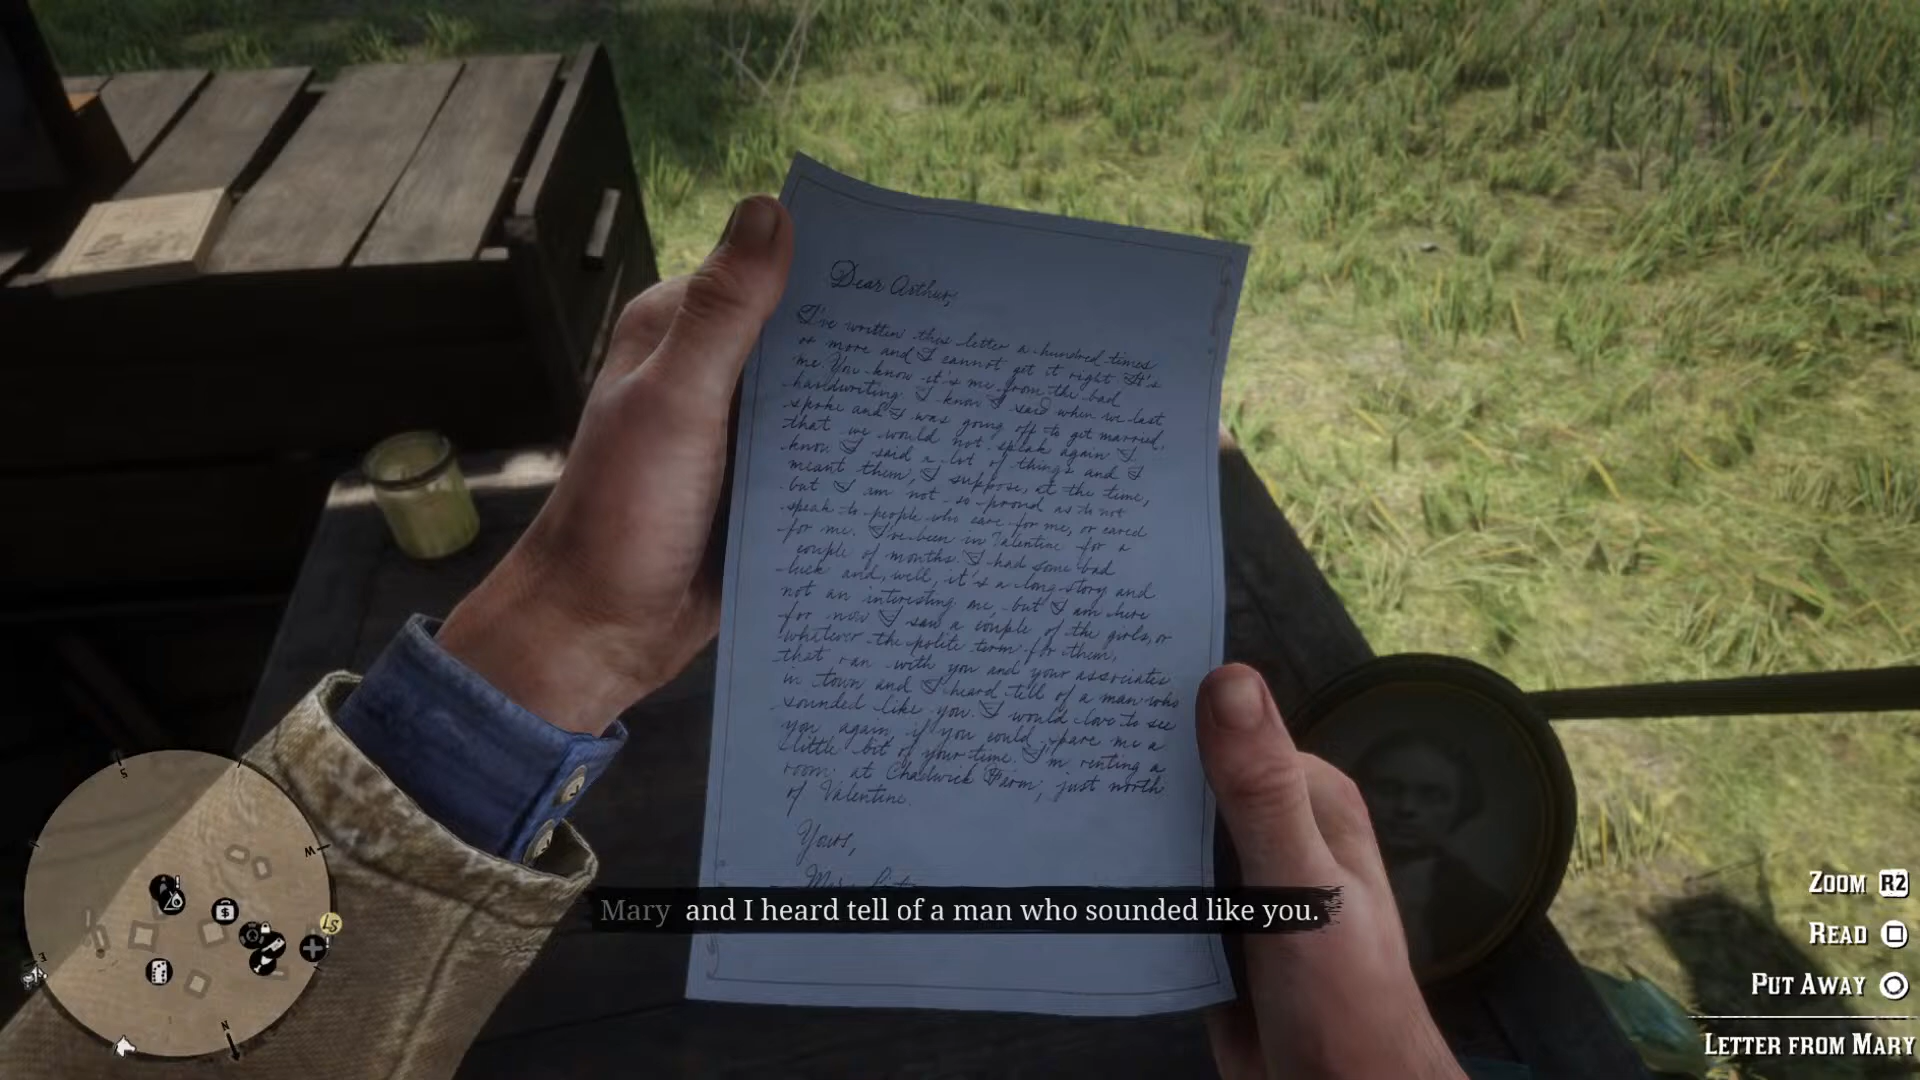 Dear Arthur,
I've written this letter a hundred times
or more and I cannot get it right. It's
me. You know it's me from the bad
handwriting. I know I said when we last
spoke and I was going off to get married,
that we would not speak again. I
know I said a lot of things and I
meant them, I suppose, at the time,
but I am not so proud as to not
speak to people who care for me, or cared
for me. I've been in Valentine for a
couple of months. I had some bad
luck and, well, it's a long story and
not an interesting one, but I am here
for now. I saw a couple of the girls, or
whatever the polite term for them,
that ran with you and your associates
in town and I heard tell of a man who
sounded like you. I would love to see
you again, if you could spare me a
little bit of your time. I'm renting a
room at Chadwick Farm, just north
of Valentine.
Yours,
Mary
Mary and I heard tell of a man who sounded like you.
S
W
E
N
LS
$
ZOOM R2
READ
PUT AWAY
LETTER FROM MARY